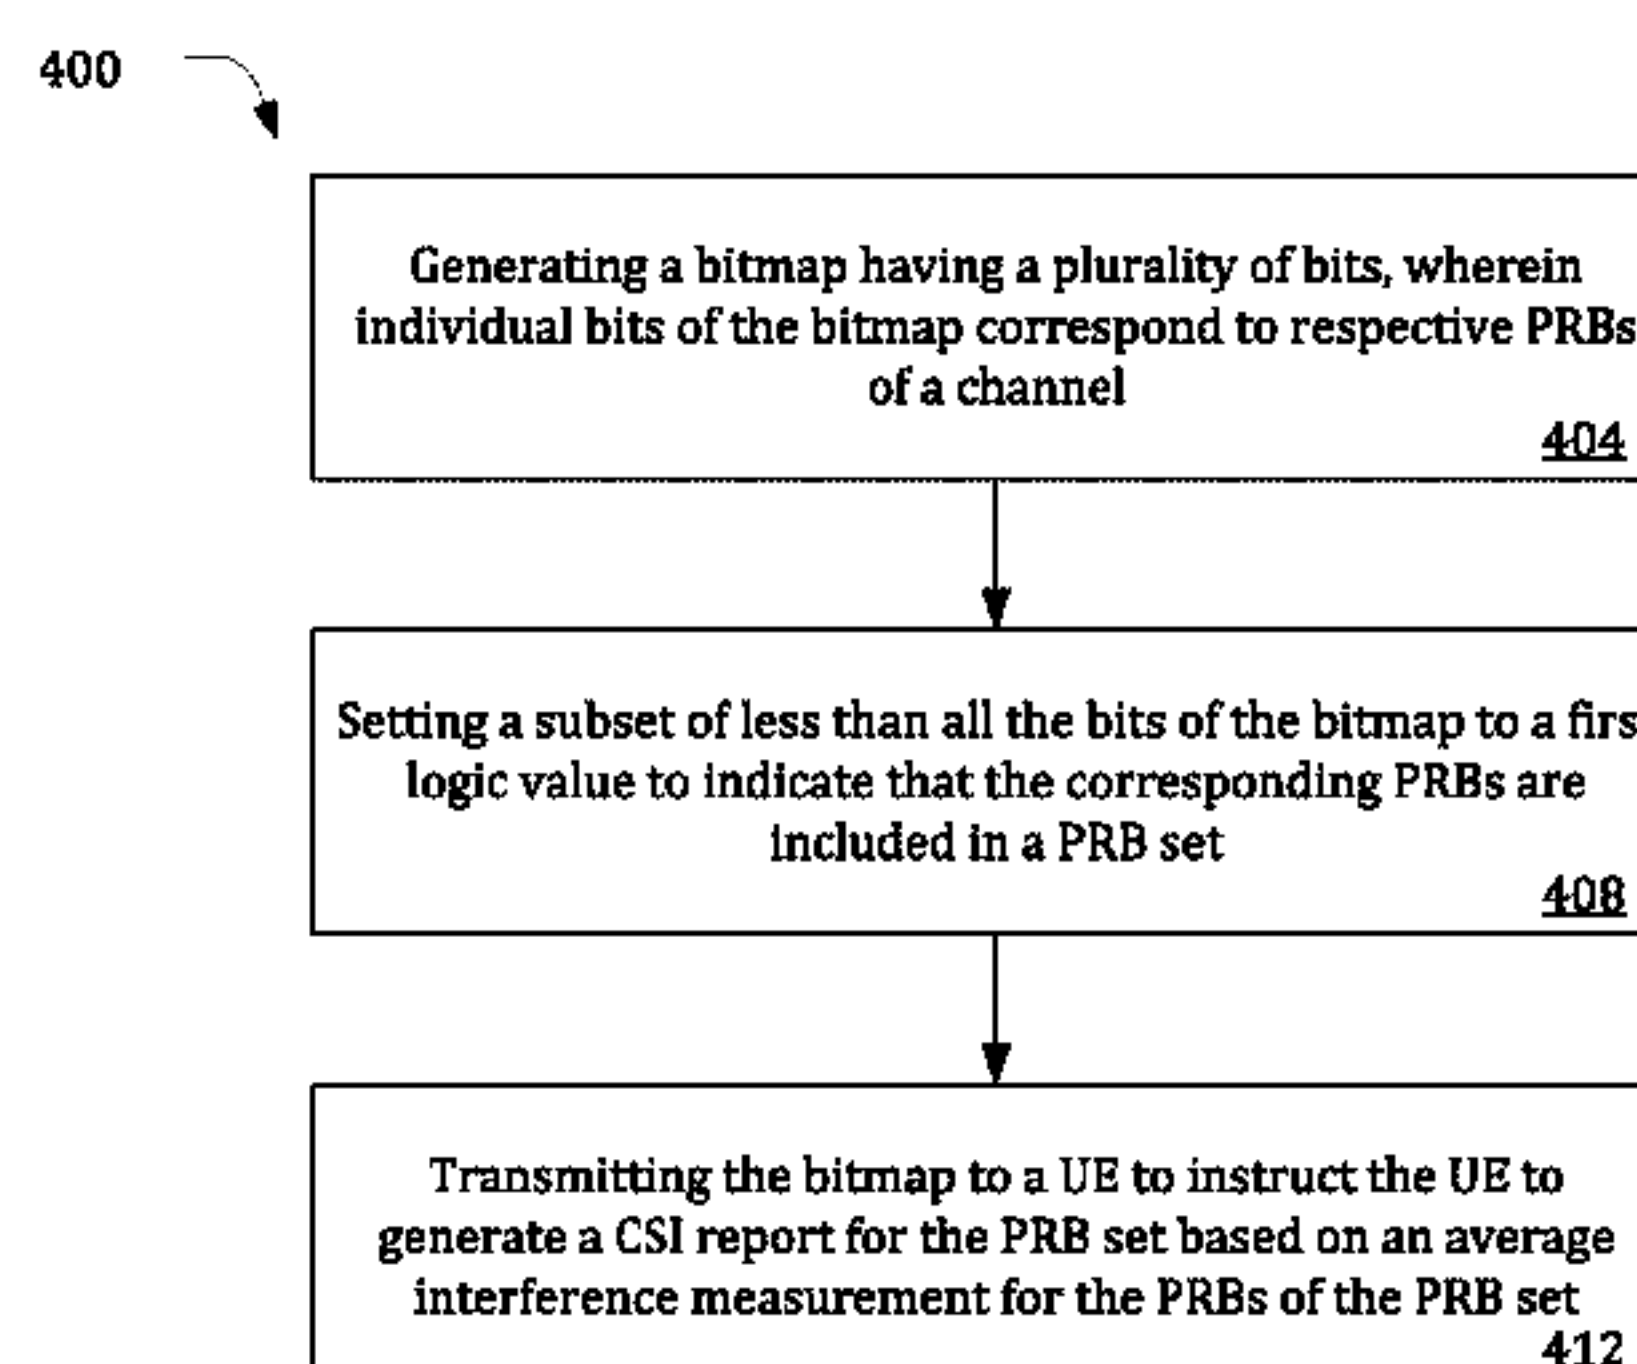 400
Generating a bitmap having a plurality of bits, wherein
individual bits of the bitmap correspond to respective PRBs
of a channel
404
Setting a subset of less than all the bits of the bitmap to a firs
logic value to indicate that the corresponding PRBs are
included in a PRB set
408
Transmitting the bitmap to a UE to instruct the UE to
generate a CSI report for the PRB set based on an average
interference measurement for the PRBs of the PRB set
412